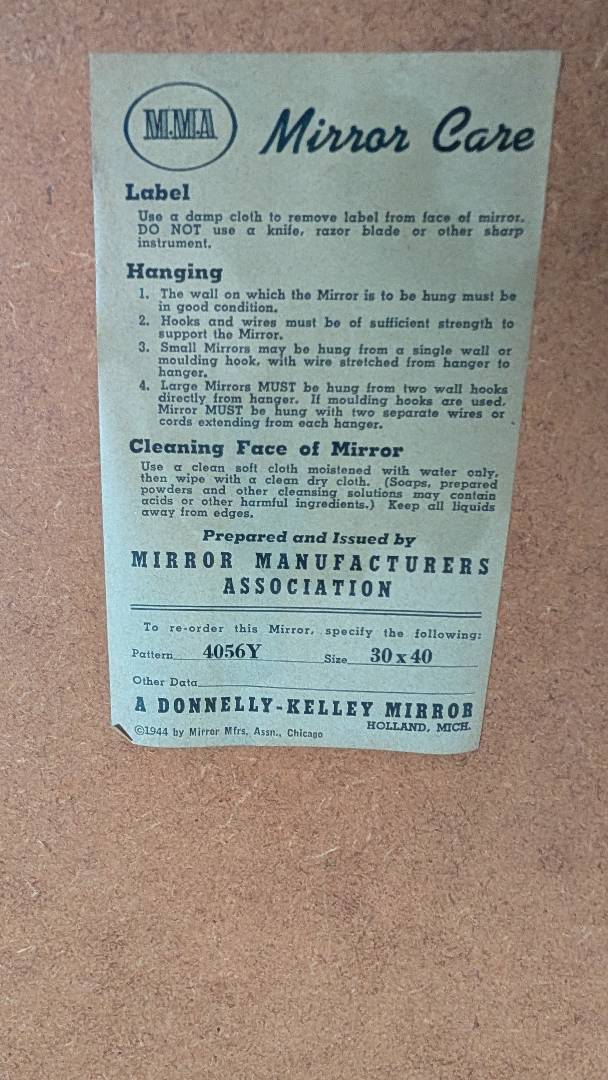 M.M.A
Mirror Care
Label
Use a damp cloth to remove label from face of mirror.
DO NOT use a knife, razor blade or other sharp
instrument.
Hanging
1. The wall on which the Mirror is to be hung must be
in good condition.
2. Hooks and wires must be of sufficient strength to
support the Mirror.
3. Small Mirrors may be hung from a single wall or
moulding hook, with wire stretched from hanger to
hanger.
4. Large Mirrors MUST be hung from two wall hooks
directly from hanger. If moulding hooks are used,
Mirror MUST be hung with two separate wires or
cords extending from each hanger.
Cleaning Face of Mirror
Use a clean soft cloth moistened with water only,
then wipe with a clean dry cloth. (Soaps, prepared
powders and other cleansing solutions may contain
acids or other harmful ingredients.) Keep all liquids
away from edges.
Prepared and Issued by
MIRROR MANUFACTURERS
ASSOCIATION
To re-order this Mirror, specify the following:
Pattern 4056Y Size 30 x 40
Other Data
A DONNELLY-KELLEY MIRROR
HOLLAND, MICH.
©1944 by Mirror Mfrs. Assn., Chicago